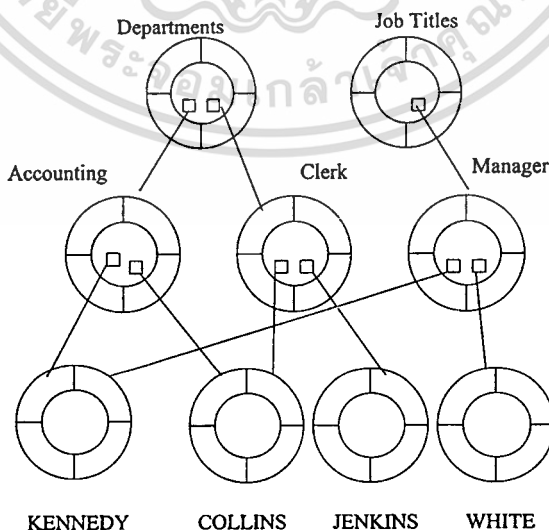 Departments
Job Titles
Accounting
Clerk
Manager
KENNEDY COLLINS JENKINS WHITE